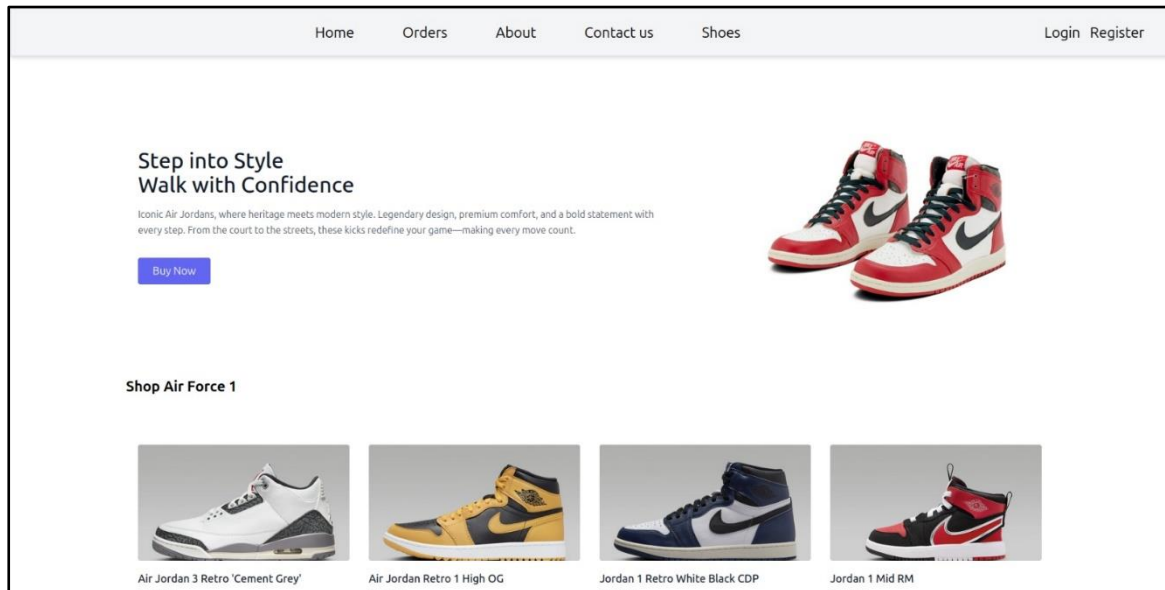 Home Orders About Contact us Shoes Login Register
Step into Style
Walk with Confidence
Iconic Air Jordans, where heritage meets modern style. Legendary design, premium comfort, and a bold statement with
every step. From the court to the streets, these kicks redefine your game—making every move count.
Buy Now
Shop Air Force 1
Air Jordan 3 Retro 'Cement Grey' Air Jordan Retro 1 High OG Jordan 1 Retro White Black CDP Jordan 1 Mid RM